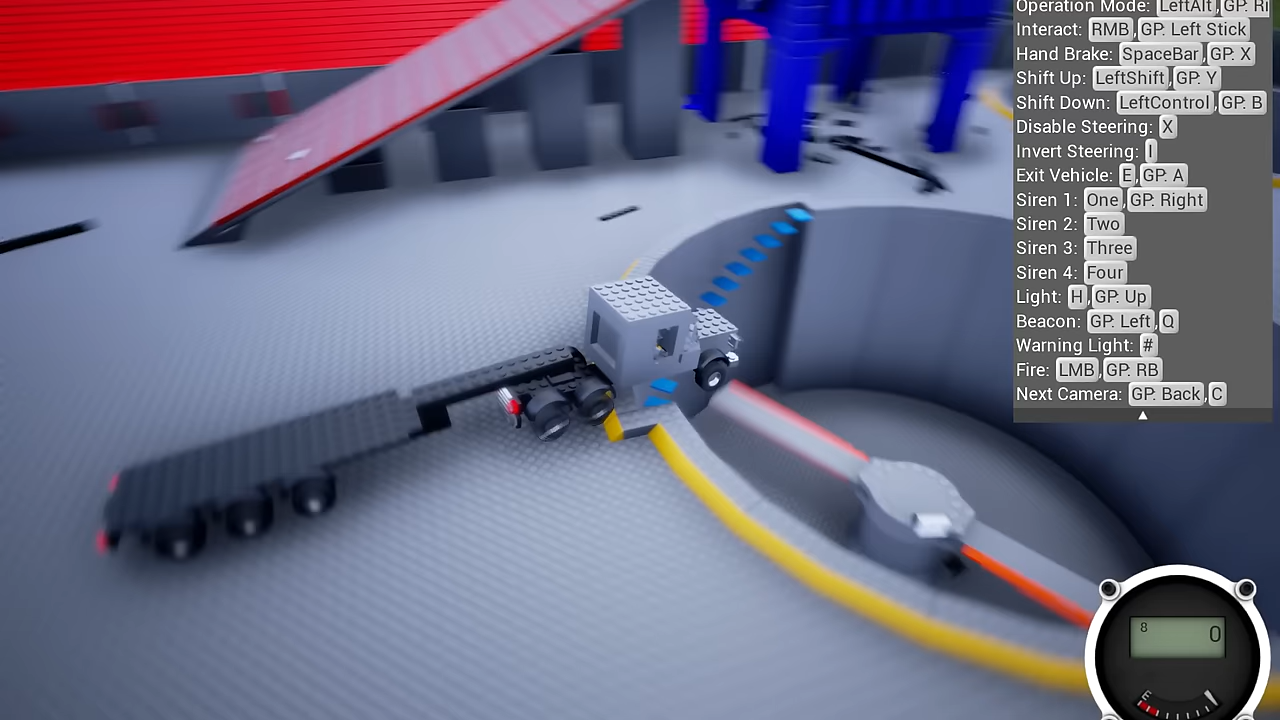 Operation Mode: LeftAlt, GP: Ri
Interact: RMB, GP: Left Stick
Hand Brake: SpaceBar, GP: X
Shift Up: LeftShift, GP: Y
Shift Down: LeftControl, GP: B
Disable Steering: X
Invert Steering: I
Exit Vehicle: E, GP: A
Siren 1: One, GP: Right
Siren 2: Two
Siren 3: Three
Siren 4: Four
Light: H, GP: Up
Beacon: GP: Left, Q
Warning Light: #
Fire: LMB, GP: RB
Next Camera: GP: Back, C
8 0
E